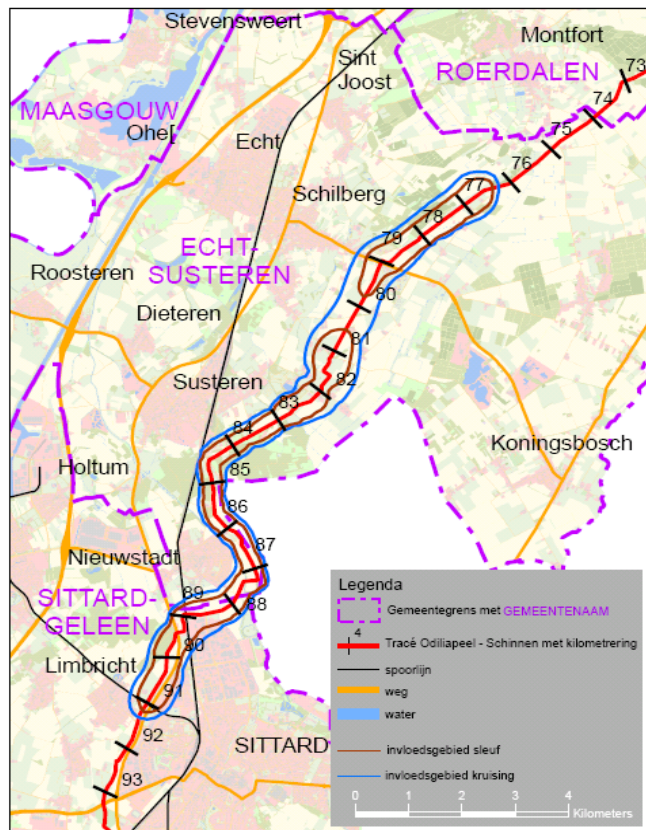 Stevensweert
Montfort
Sint
Joost
ROERDALEN
73
74
MAASGOUW
Ohe[
Echt
75
76
Schilberg
77
78
79
ECHT-
SUSTEREN
Roosteren
80
Dieteren
81
Susteren
82
83
84
Koningsbosch
Holtum
85
86
Nieuwstadt
87
SITTARD-
GELEEN
89
88
Limbricht
90
91
92
SITTARD
93
Legenda
Gemeentegrens met GEMEENTENAAM
4
Tracé Odiliapeel - Schinnen met kilometrering
spoorlijn
weg
water
invloedsgebied sleuf
invloedsgebied kruising
0 1 2 3 4
Kilometers